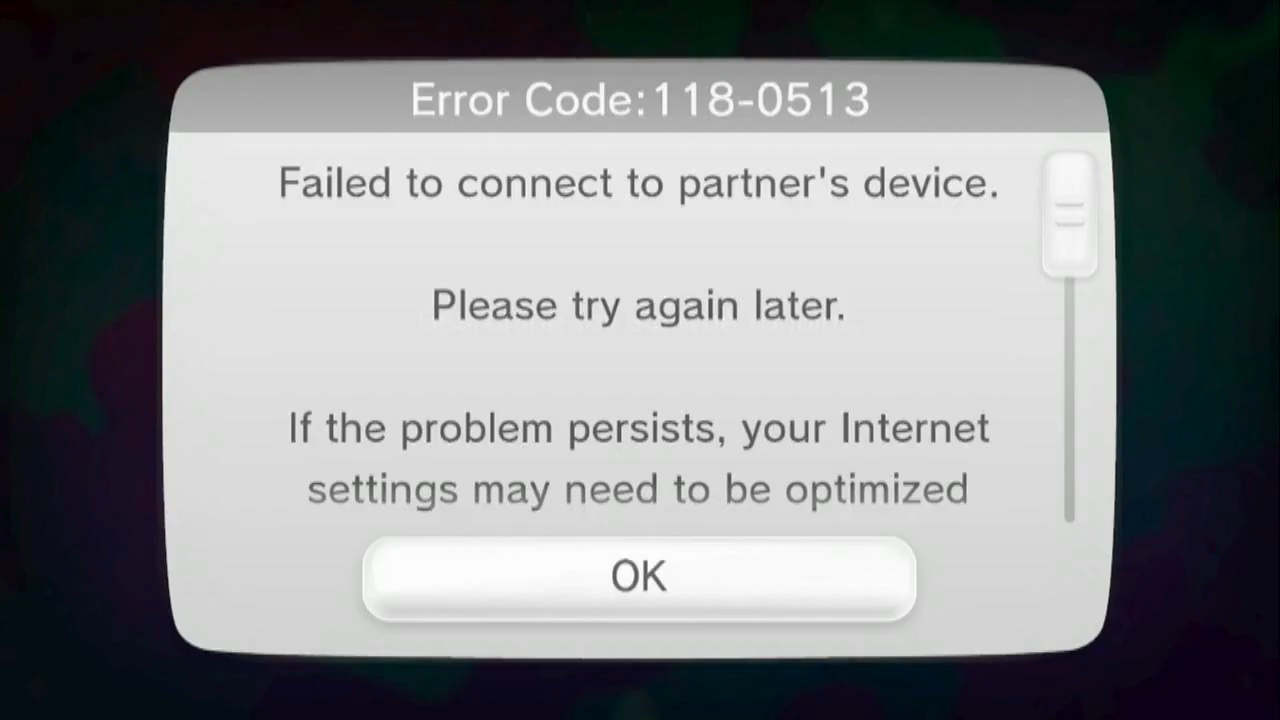 Error Code:118-0513
Failed to connect to partner's device.
Please try again later.
If the problem persists, your Internet
settings may need to be optimized
OK